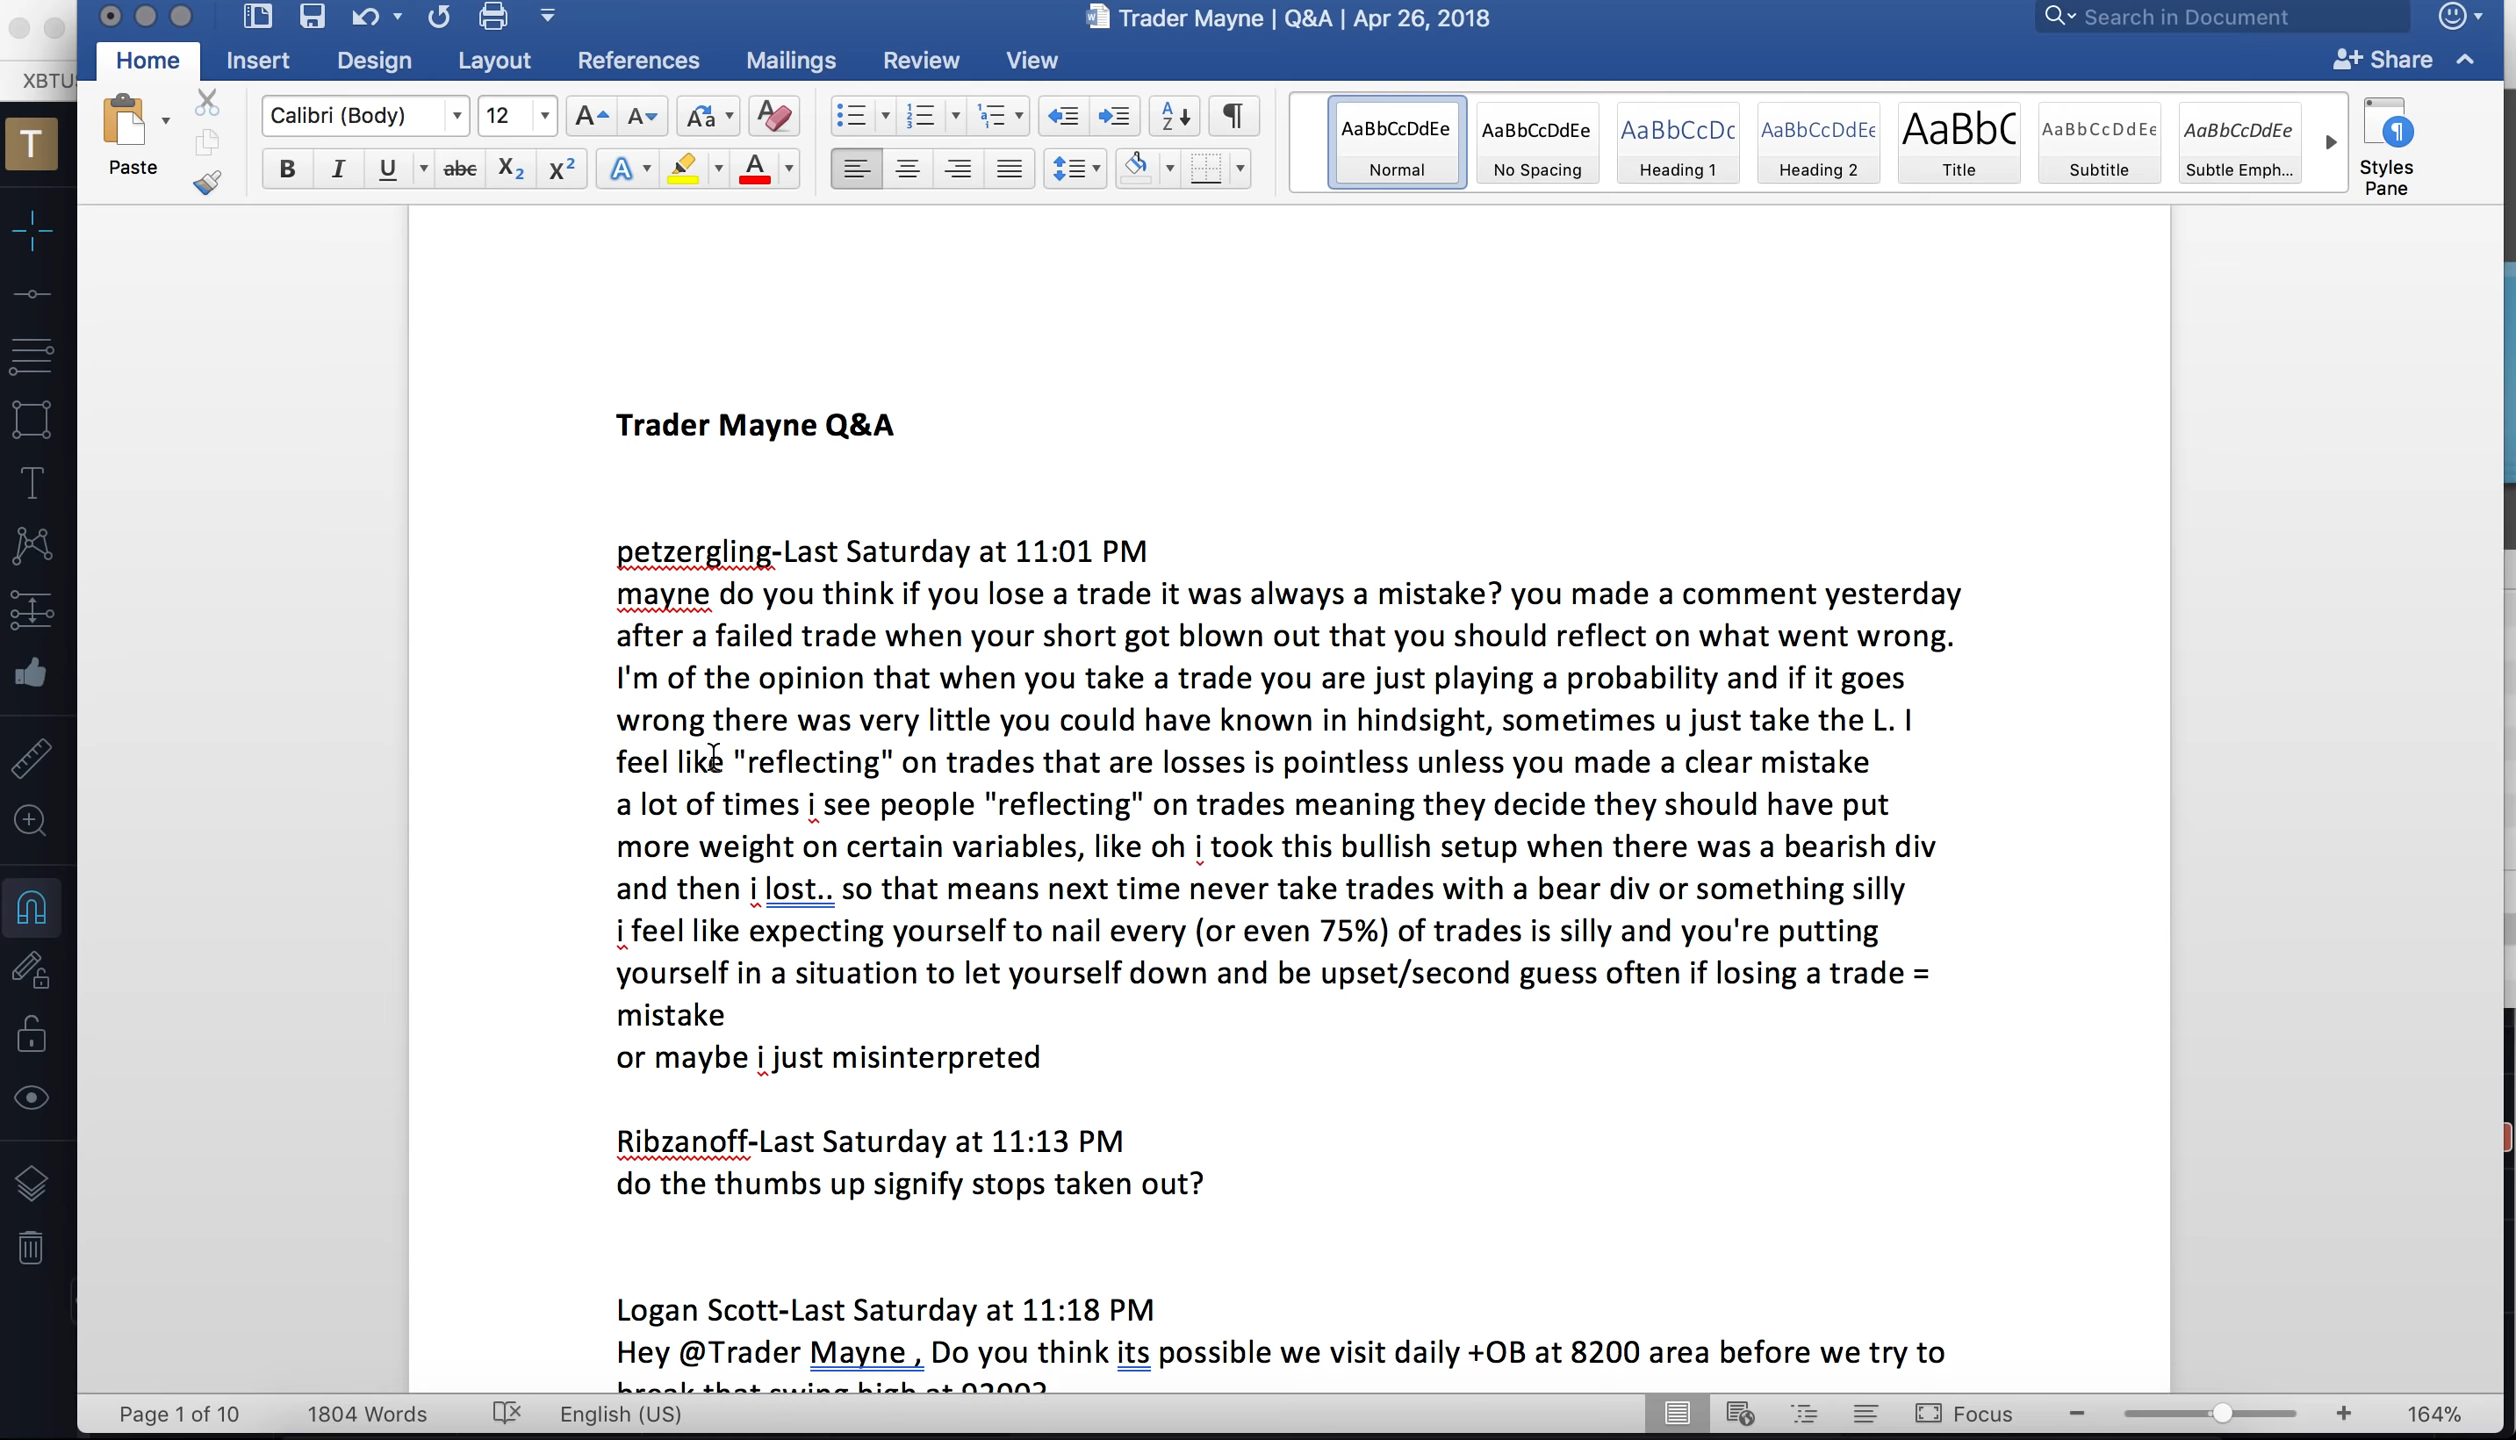 Trader Mayne | Q&A | Apr 26, 2018
Search in Document
Home Insert Design Layout References Mailings Review View
Share
XBTUS
T
Paste
Calibri (Body) 12
AaBbCcDdEe AaBbCcDdEe AaBbCcDc AaBbCcDdEe AaBbC AaBbCcDdEe AaBbCcDdEe
Normal No Spacing Heading 1 Heading 2 Title Subtitle Subtle Emph...
Styles
Pane
Trader Mayne Q&A
petzergling-Last Saturday at 11:01 PM
mayne do you think if you lose a trade it was always a mistake? you made a comment yesterday
after a failed trade when your short got blown out that you should reflect on what went wrong.
I'm of the opinion that when you take a trade you are just playing a probability and if it goes
wrong there was very little you could have known in hindsight, sometimes u just take the L. I
feel like "reflecting" on trades that are losses is pointless unless you made a clear mistake
a lot of times i see people "reflecting" on trades meaning they decide they should have put
more weight on certain variables, like oh i took this bullish setup when there was a bearish div
and then i lost.. so that means next time never take trades with a bear div or something silly
i feel like expecting yourself to nail every (or even 75%) of trades is silly and you're putting
yourself in a situation to let yourself down and be upset/second guess often if losing a trade =
mistake
or maybe i just misinterpreted
Ribzanoff-Last Saturday at 11:13 PM
do the thumbs up signify stops taken out?
Logan Scott-Last Saturday at 11:18 PM
Hey @Trader Mayne , Do you think its possible we visit daily +OB at 8200 area before we try to
break that swing high at 9200?
Page 1 of 10 1804 Words English (US) Focus 164%